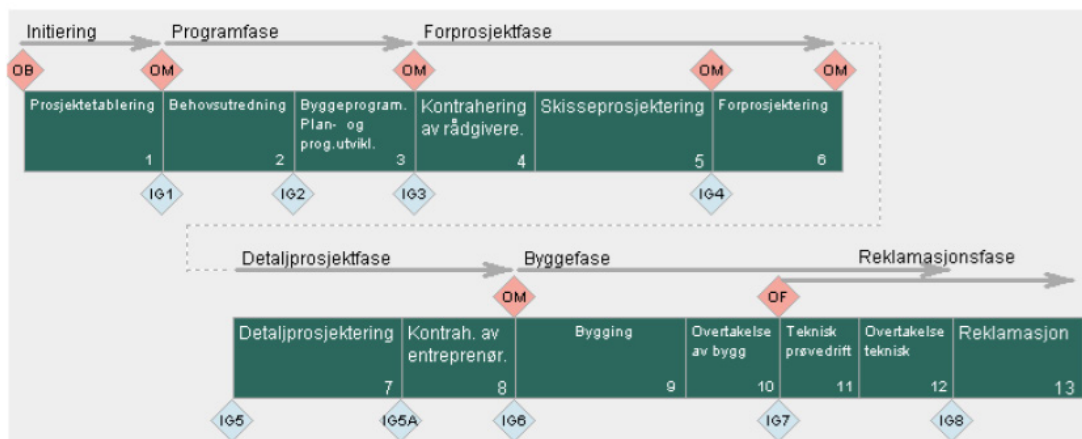 Initiering
Programfase
Forprosjektfase
OB
OM
OM
OM
OM
Prosjektetablering
1
Behovsutredning
2
Byggeprogram.
Plan- og
prog.utvikl.
3
Kontrahering
av rådgivere.
4
Skisseprosjektering
5
Forprosjektering
6
IG1
IG2
IG3
IG4
Detaljprosjektfase
Byggefase
Reklamasjonsfase
OM
OF
Detaljprosjektering
7
Kontrah. av
entreprenør.
8
Bygging
9
Overtakelse
av bygg
10
Teknisk
prøvedrift
11
Overtakelse
teknisk
12
Reklamasjon
13
IG5
IG5A
IG6
IG7
IG8